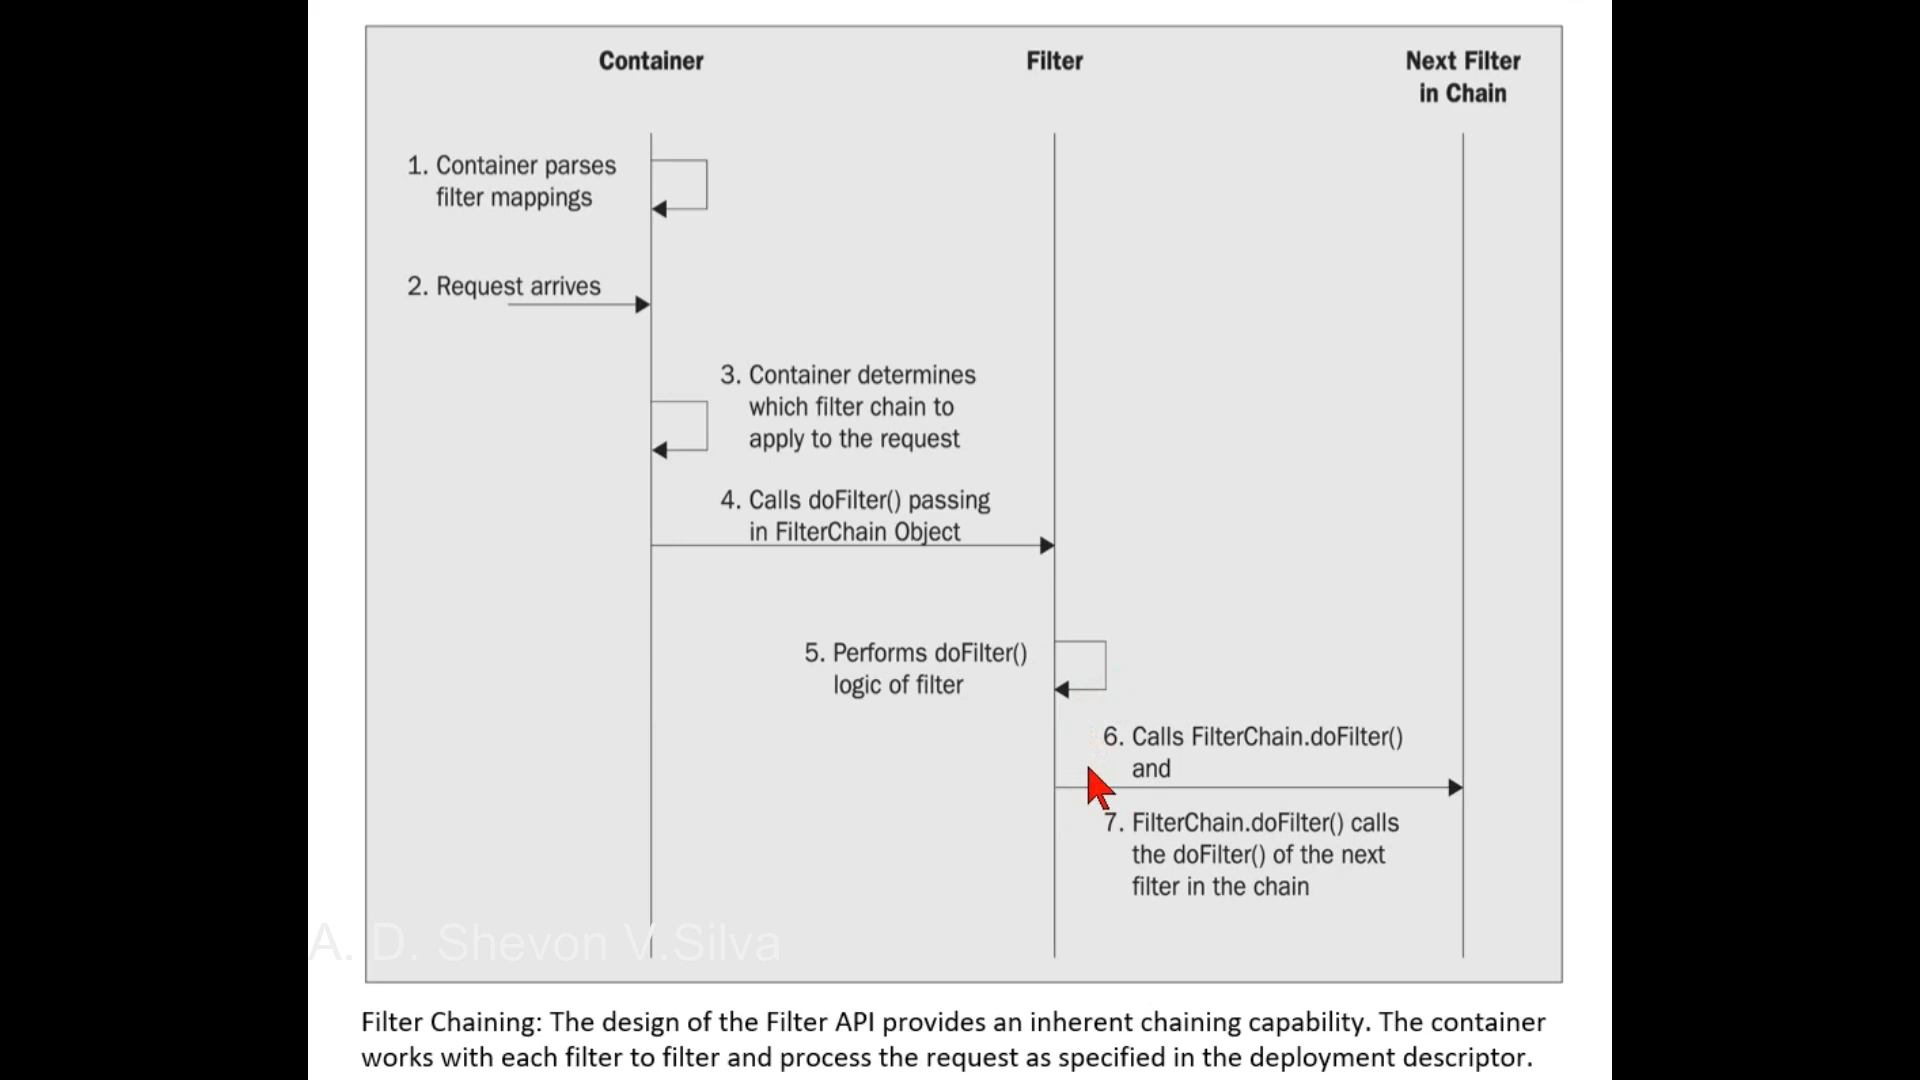 Container
Filter
Next Filter
in Chain
1. Container parses
filter mappings
2. Request arrives
3. Container determines
which filter chain to
apply to the request
4. Calls doFilter() passing
in FilterChain Object
5. Performs doFilter()
logic of filter
6. Calls FilterChain.doFilter()
and
7. FilterChain.doFilter() calls
the doFilter() of the next
filter in the chain
A. D. Shevon V.Silva
Filter Chaining: The design of the Filter API provides an inherent chaining capability. The container
works with each filter to filter and process the request as specified in the deployment descriptor.